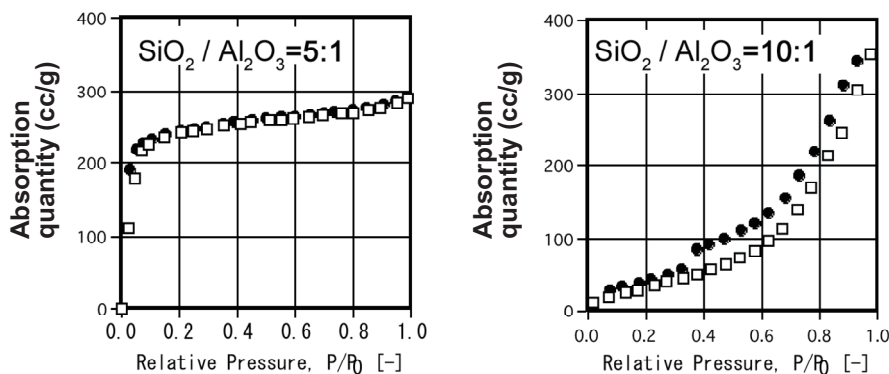 400
SiO₂ / Al₂O₃=5:1
300
200
100
0
Absorption
quantity (cc/g)
0.0 0.2 0.4 0.6 0.8 1.0
Relative Pressure, P/P0 [-]
400
SiO₂ / Al₂O₃=10:1
300
200
100
0
Absorption
quantity (cc/g)
0.0 0.2 0.4 0.6 0.8 1.0
Relative Pressure, P/P0 [-]